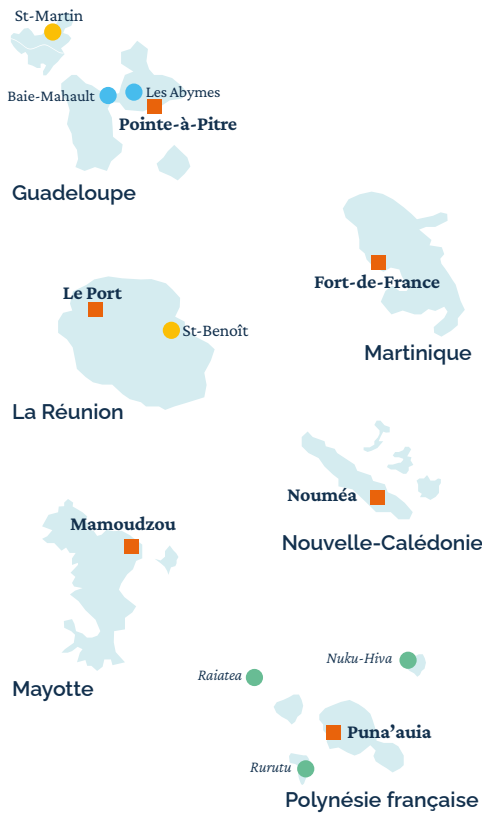 St-Martin
Baie-Mahault
Les Abymes
Pointe-à-Pitre
Guadeloupe
Fort-de-France
Martinique
Le Port
St-Benoît
La Réunion
Nouméa
Nouvelle-Calédonie
Mamoudzou
Mayotte
Nuku-Hiva
Raiatea
Puna’auia
Rurutu
Polynésie française